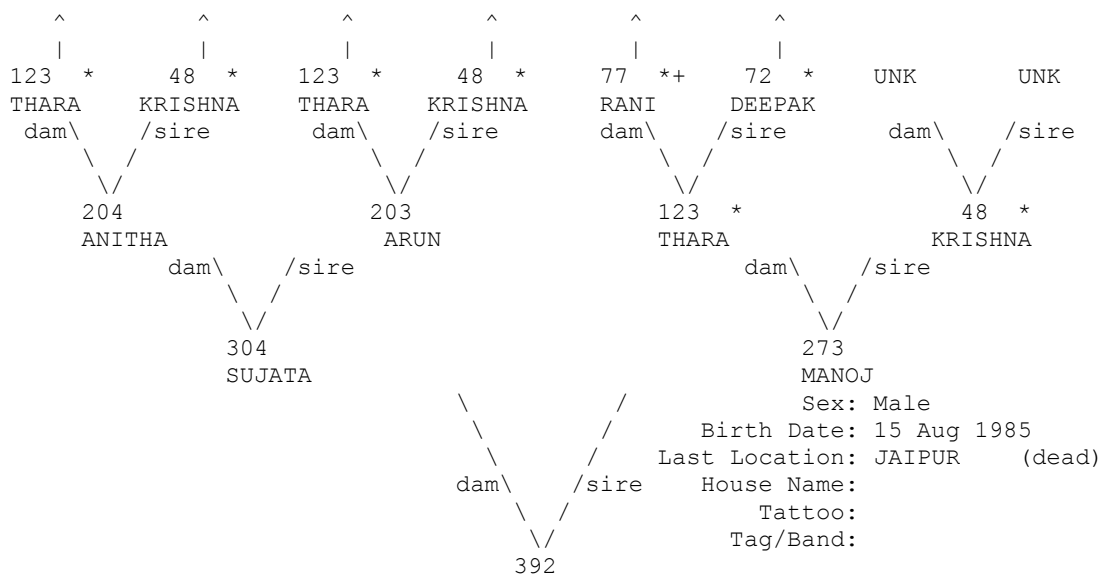 ^ ^ ^ ^ ^ ^
| | | | | |
123 * 48 * 123 * 48 * 77 *+ 72 * UNK UNK
THARA KRISHNA THARA KRISHNA RANI DEEPAK
dam\ /sire dam\ /sire dam\ /sire dam\ /sire
\ / \ / \ / \ /
\/ \/ \/ \/
204 203 123 * 48 *
ANITHA ARUN THARA KRISHNA
dam\ /sire dam\ /sire
\ / \ /
\/ \/
304 273
SUJATA MANOJ
\ / Sex: Male
\ / Birth Date: 15 Aug 1985
\ / Last Location: JAIPUR (dead)
dam\ /sire House Name:
\ / Tattoo:
\/ Tag/Band:
392